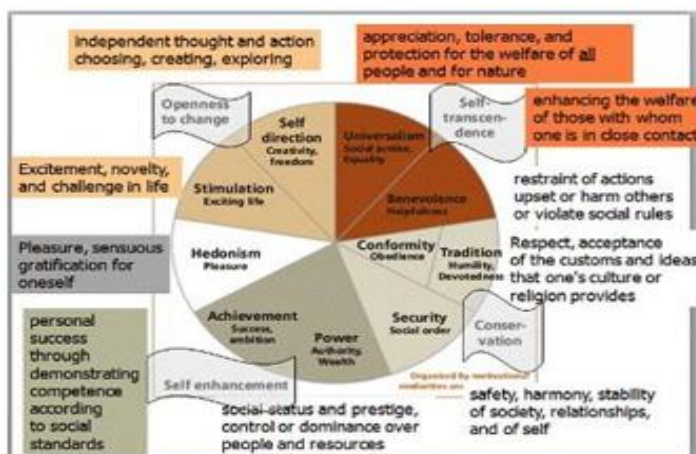 independent thought and action
choosing, creating, exploring
appreciation, tolerance, and
protection for the welfare of all
people and for nature
Openness
to change
Self-
transcen-
dence
enhancing the welfare
of those with whom
one is in close contact
Self
direction
Creativity,
freedom
Universalism
Social justice,
Equality
Excitement, novelty,
and challenge in life
Stimulation
Exciting life
Benevolence
Helpfulness
restraint of actions
upset or harm others
or violate social rules
Pleasure, sensuous
gratification for
oneself
Hedonism
Pleasure
Conformity
Obedience
Tradition
Humility,
Devotedness
Respect, acceptance
of the customs and ideas
that one's culture or
religion provides
personal
success
through
demonstrating
competence
according
to social
standards
Achievement
Success,
ambition
Power
Authority,
Wealth
Security
Social order
Conser-
vation
Self enhancement
Organized by motivational
similarities
social status and prestige,
control or dominance over
people and resources
safety, harmony, stability
of society, relationships,
and of self